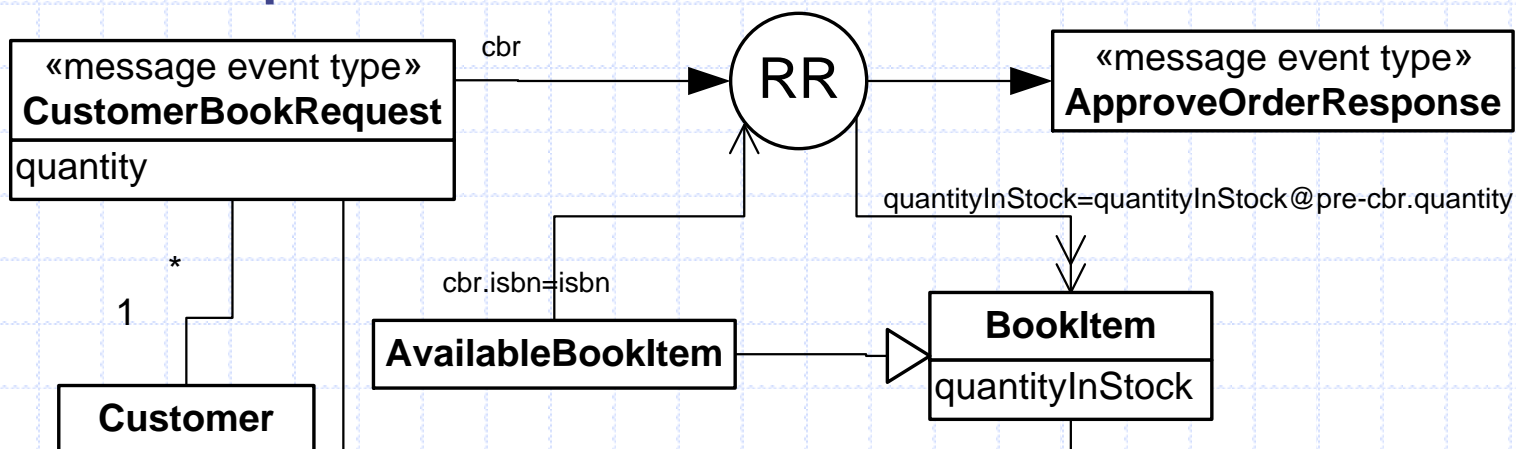 «message event type»
CustomerBookRequest
quantity
cbr
RR
«message event type»
ApproveOrderResponse
quantityInStock=quantityInStock@pre-cbr.quantity
*
1
cbr.isbn=isbn
AvailableBookItem
BookItem
quantityInStock
Customer